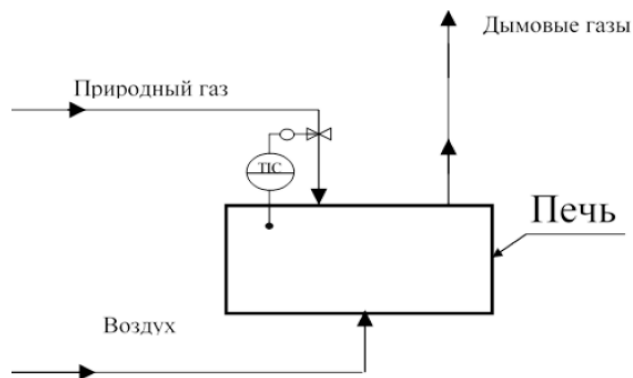 Дымовые газы
Природный газ
TIC
Печь
Воздух